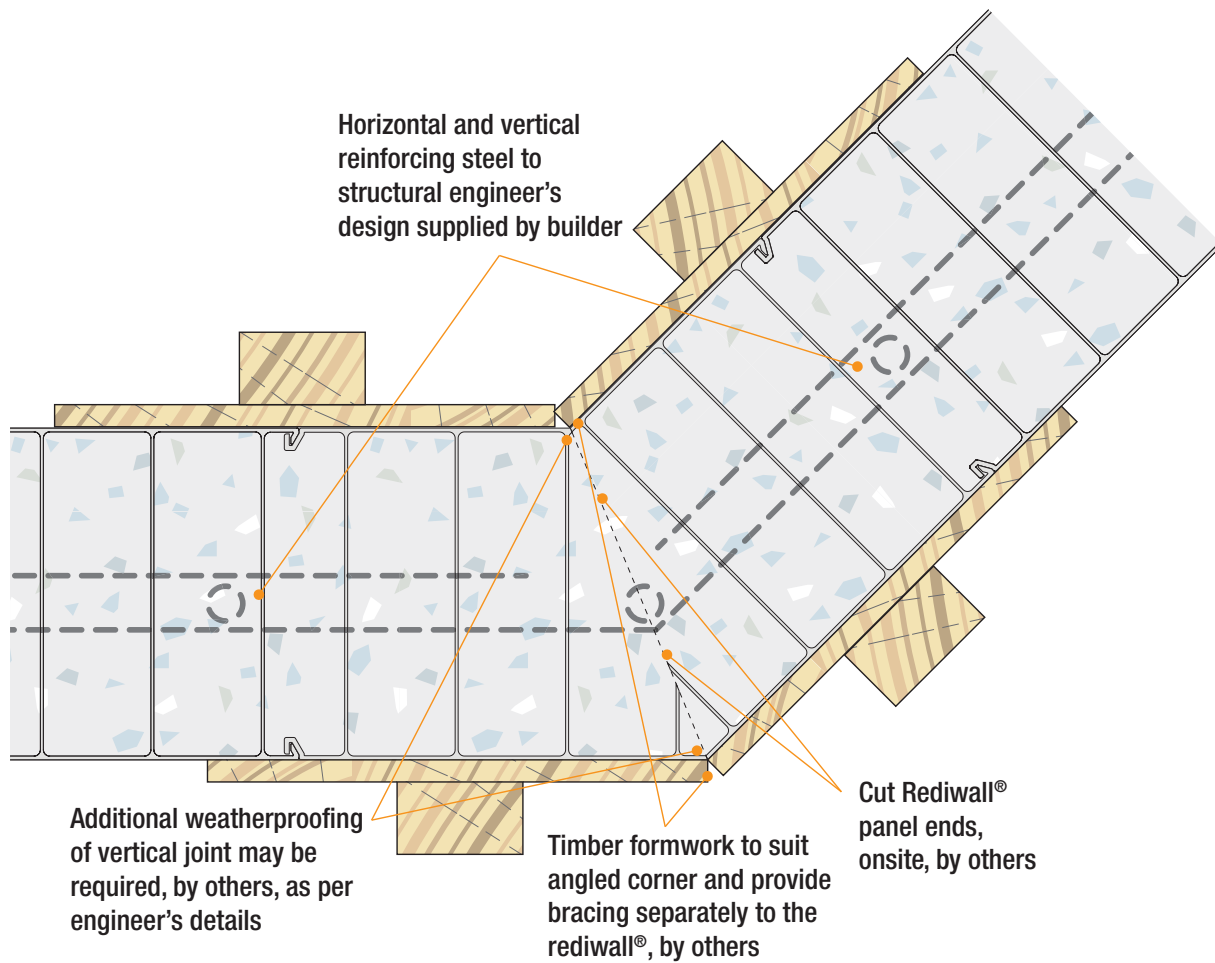 Horizontal and vertical
reinforcing steel to
structural engineer’s
design supplied by builder
Additional weatherproofing
of vertical joint may be
required, by others, as per
engineer’s details
Timber formwork to suit
angled corner and provide
bracing separately to the
rediwall®, by others
Cut Rediwall®
panel ends,
onsite, by others